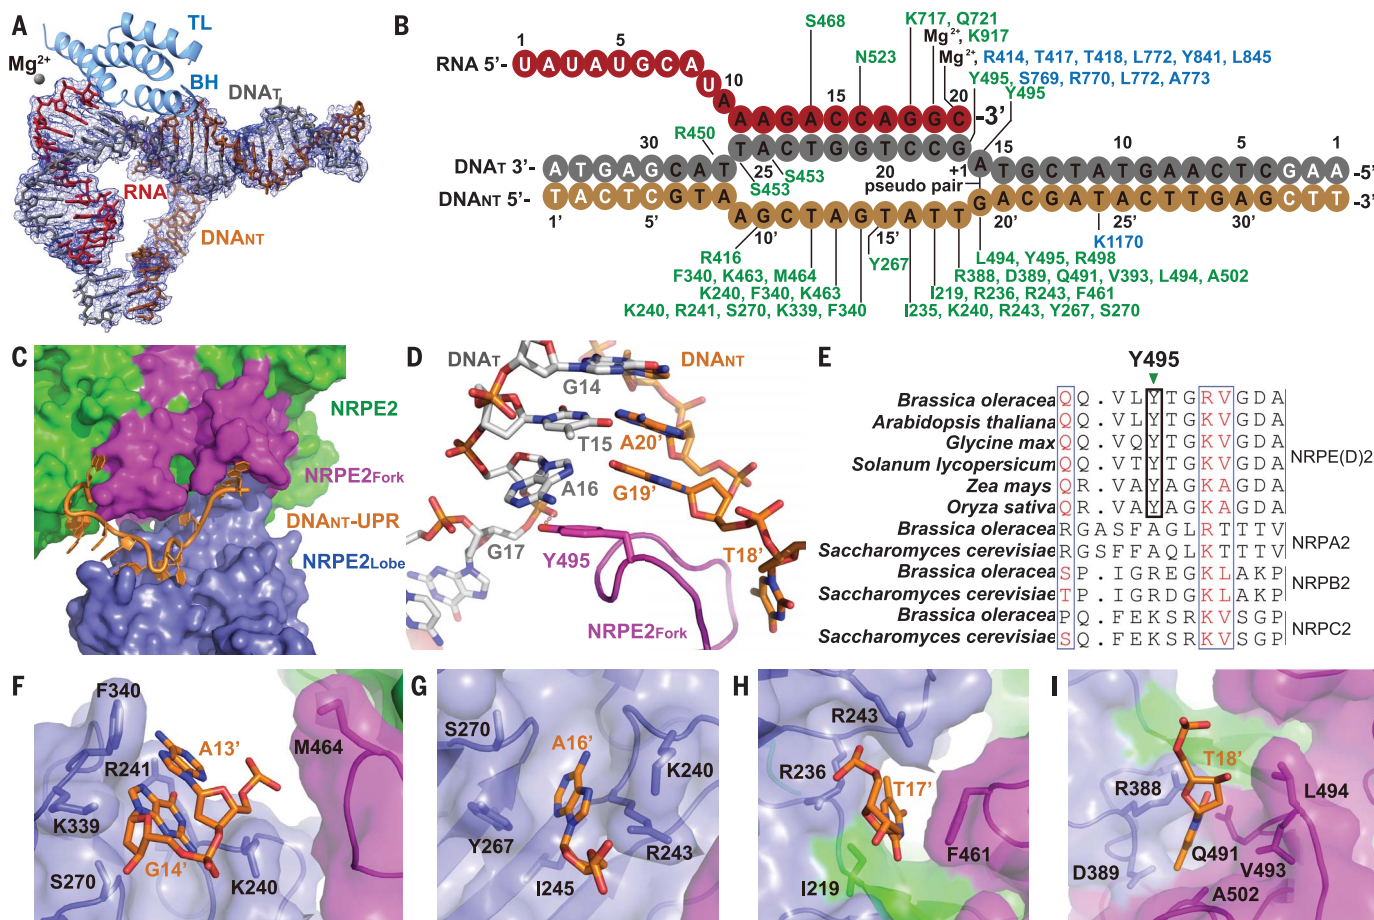 A
TL
Mg²⁺
BH
DNAT
RNA
DNANT
B
S468
K717, Q721
Mg²⁺, K917
N523
Mg²⁺, R414, T417, T418, L772, Y841, L845
Y495, S769, R770, L772, A773
Y495
1 5 10 15 20
RNA 5'- UAUAUGCAUAAAGACCAGGC -3'
R450
30 25 20 +1 15 10 5 1
DNAT 3'- ATGAGCATTACTGGTCCGATGCTATGAACTCGAA -5'
S453
S453
pseudo pair
DNANT 5'- TACTCGTAAGCTAGTATTGACGATACTTGAGCTT -3'
1' 5' 10' 15' 20' 25' 30'
K1170
R416
Y267
L494, Y495, R498
F340, K463, M464
R388, D389, Q491, V393, L494, A502
K240, F340, K463
I219, R236, R243, F461
K240, R241, S270, K339, F340
I235, K240, R243, Y267, S270
C
NRPE2
NRPE2Fork
DNANT-UPR
NRPE2Lobe
D
DNAT
DNANT
G14
T15
A20'
A16
G19'
G17
Y495
T18'
NRPE2Fork
E
Y495
Brassica oleracea QQ.VLYTGRVGDA
Arabidopsis thaliana QQ.VLYTGKVGDA
Glycine max QQ.VQYTGKVGDA
Solanum lycopersicum QQ.VTYTGKVGDA
Zea mays QR.VAYAGKAGDA
Oryza sativa QR.VAYAGKAGDA
NRPE(D)2
Brassica oleracea RGASFAGLRTTTV
Saccharomyces cerevisiae RGSFFAQLKTTTV
NRPA2
Brassica oleracea SP.IGREGKLAKP
Saccharomyces cerevisiae TP.IGRDGKLAKP
NRPB2
Brassica oleracea PQ.FEKSRKVSGP
Saccharomyces cerevisiae SQ.FEKSRKVSGP
NRPC2
F
F340
A13'
M464
R241
K339
G14'
S270
K240
G
S270
A16'
K240
Y267
R243
I245
H
R243
R236
T17'
F461
I219
I
T18'
R388
L494
Q491
V493
D389
A502